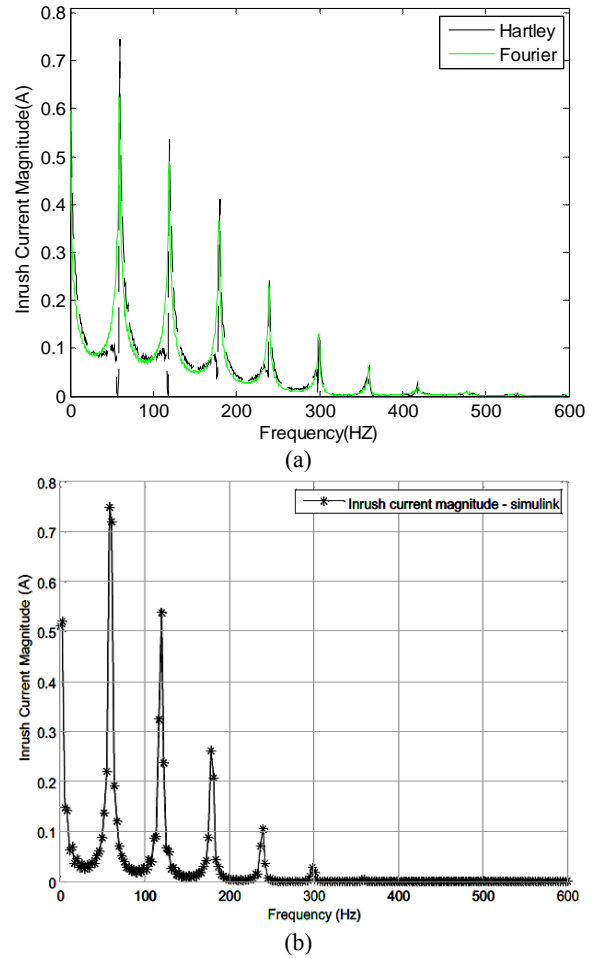 0.8
0.7
0.6
0.5
0.4
0.3
0.2
0.1
0
Inrush Current Magnitude(A)
Hartley
Fourier
0 100 200 300 400 500 600
Frequency(HZ)
(a)
0.8
0.7
0.6
0.5
0.4
0.3
0.2
0.1
0
Inrush Current Magnitude (A)
Inrush current magnitude - simulink
0 100 200 300 400 500 600
Frequency (Hz)
(b)